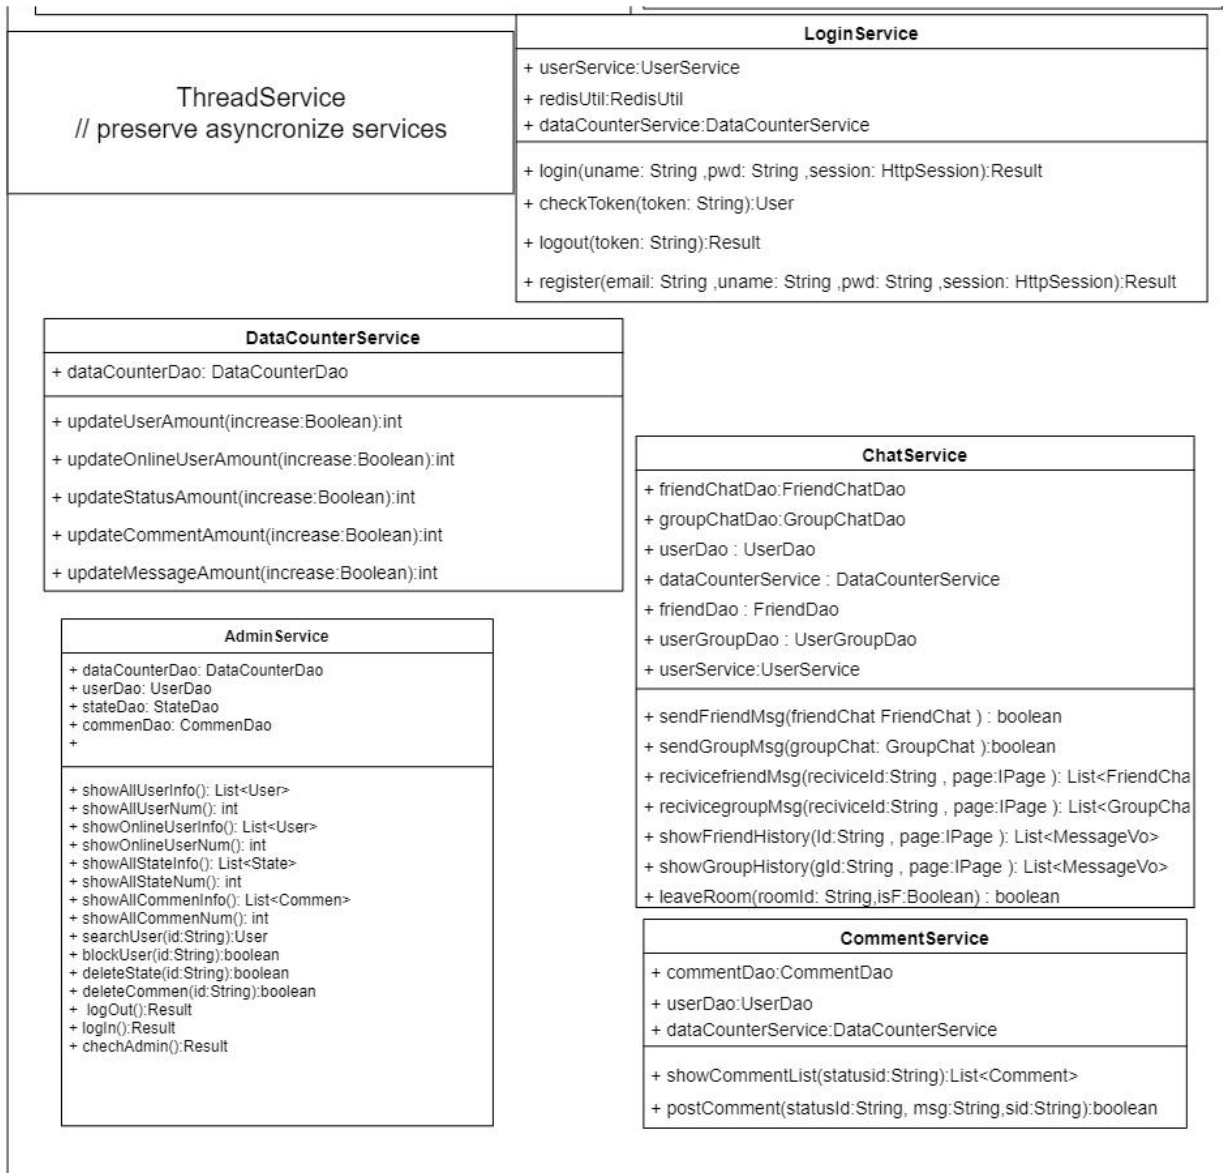 ThreadService
// preserve asyncronize services
LoginService
+ userService:UserService
+ redisUtil:RedisUtil
+ dataCounterService:DataCounterService
+ login(uname: String ,pwd: String ,session: HttpSession):Result
+ checkToken(token: String):User
+ logout(token: String):Result
+ register(email: String ,uname: String ,pwd: String ,session: HttpSession):Result
DataCounterService
+ dataCounterDao: DataCounterDao
+ updateUserAmount(increase:Boolean):int
+ updateOnlineUserAmount(increase:Boolean):int
+ updateStatusAmount(increase:Boolean):int
+ updateCommentAmount(increase:Boolean):int
+ updateMessageAmount(increase:Boolean):int
ChatService
+ friendChatDao:FriendChatDao
+ groupChatDao:GroupChatDao
+ userDao : UserDao
+ dataCounterService : DataCounterService
+ friendDao : FriendDao
+ userGroupDao : UserGroupDao
+ userService:UserService
+ sendFriendMsg(friendChat FriendChat ) : boolean
+ sendGroupMsg(groupChat: GroupChat ):boolean
+ recivicefriendMsg(reciviceId:String , page:IPage ): List<FriendCha
+ recivicegroupMsg(reciviceId:String , page:IPage ): List<GroupCha
+ showFriendHistory(Id:String , page:IPage ): List<MessageVo>
+ showGroupHistory(gId:String , page:IPage ): List<MessageVo>
+ leaveRoom(roomId: String,isF:Boolean) : boolean
AdminService
+ dataCounterDao: DataCounterDao
+ userDao: UserDao
+ stateDao: StateDao
+ commenDao: CommenDao
+
+ showAllUserInfo(): List<User>
+ showAllUserNum(): int
+ showOnlineUserInfo(): List<User>
+ showOnlineUserNum(): int
+ showAllStateInfo(): List<State>
+ showAllStateNum(): int
+ showAllCommenInfo(): List<Commen>
+ showAllCommenNum(): int
+ searchUser(id:String):User
+ blockUser(id:String):boolean
+ deleteState(id:String):boolean
+ deleteCommen(id:String):boolean
+ logOut():Result
+ logIn():Result
+ chechAdmin():Result
CommentService
+ commentDao:CommentDao
+ userDao:UserDao
+ dataCounterService:DataCounterService
+ showCommentList(statusid:String):List<Comment>
+ postComment(statusId:String, msg:String,sid:String):boolean